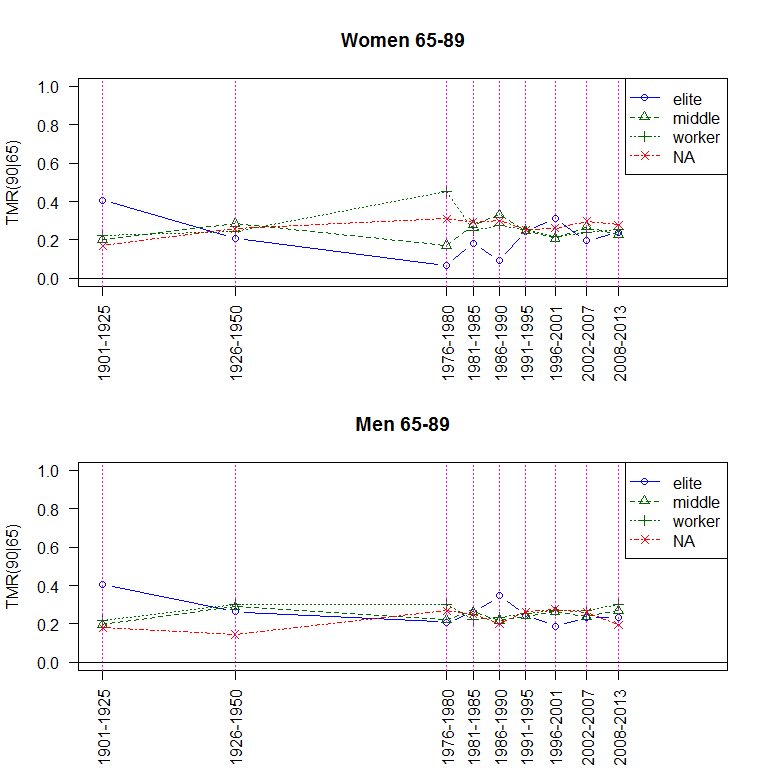 Women 65-89
TMR(90|65)
1.0
0.8
0.6
0.4
0.2
0.0
elite
middle
worker
NA
1901-1925
1926-1950
1976-1980
1981-1985
1986-1990
1991-1995
1996-2001
2002-2007
2008-2013
Men 65-89
TMR(90|65)
1.0
0.8
0.6
0.4
0.2
0.0
elite
middle
worker
NA
1901-1925
1926-1950
1976-1980
1981-1985
1986-1990
1991-1995
1996-2001
2002-2007
2008-2013